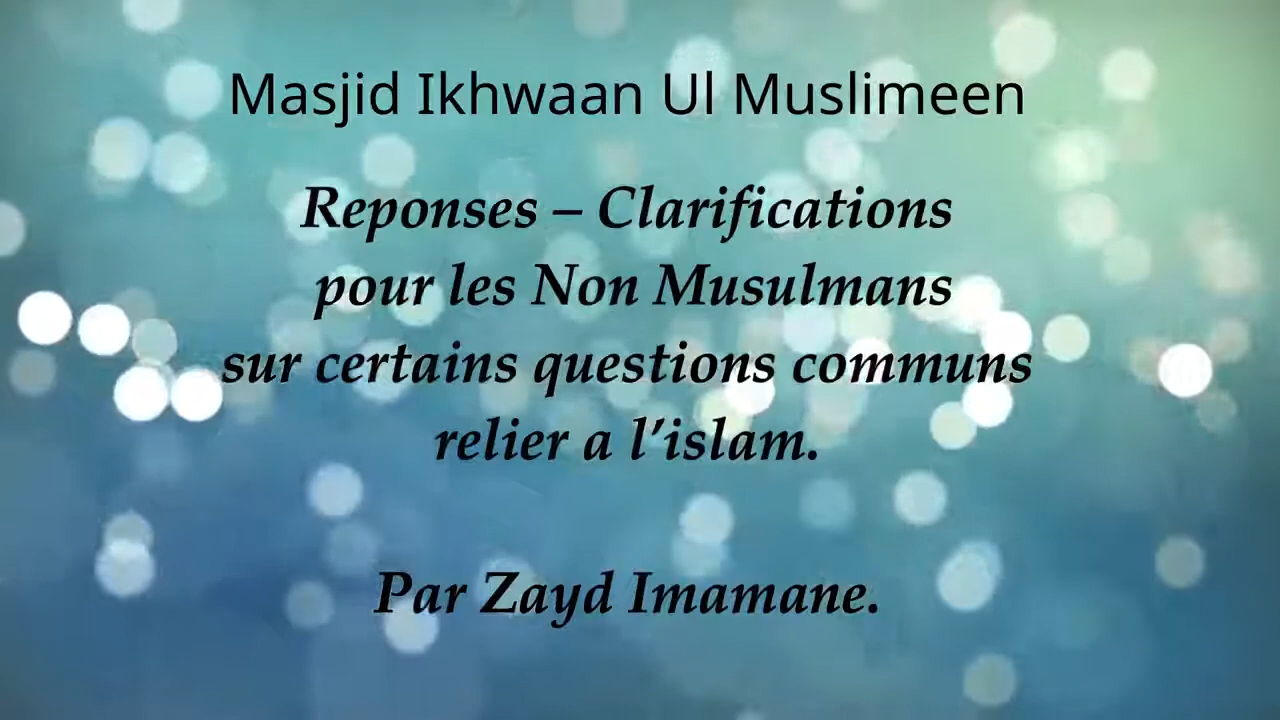 Masjid Ikhwaan Ul Muslimeen
Reponses – Clarifications
pour les Non Musulmans
sur certains questions communs
relier a l’islam.
Par Zayd Imamane.